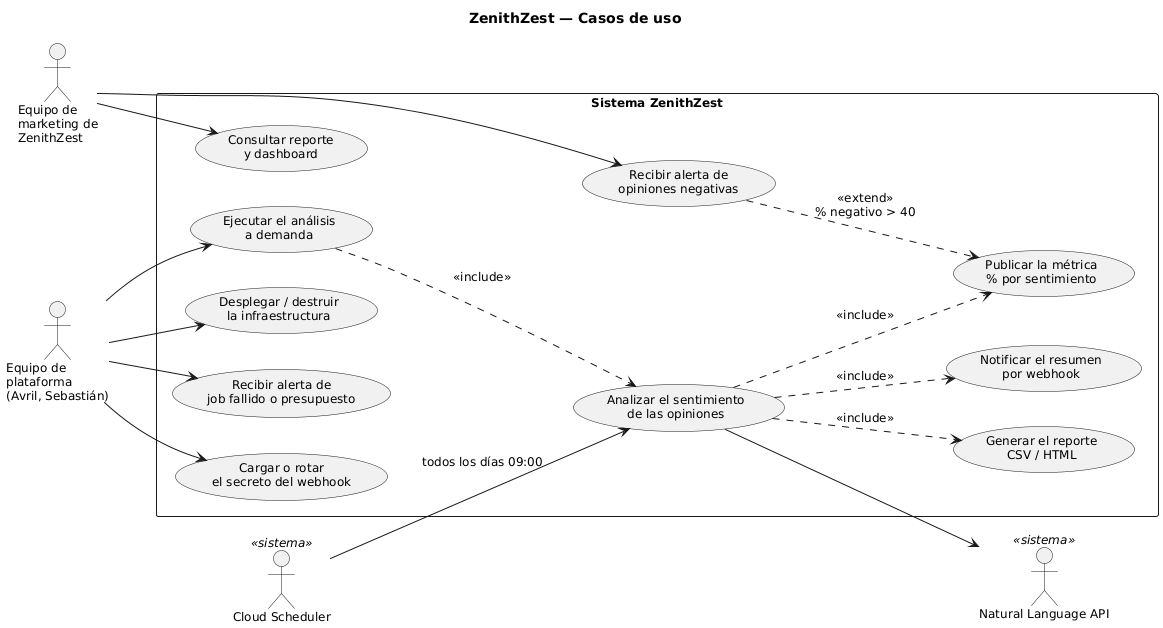 ZenithZest — Casos de uso
Equipo de
marketing de
ZenithZest
Sistema ZenithZest
Consultar reporte
y dashboard
Recibir alerta de
opiniones negativas
«extend»
% negativo > 40
Ejecutar el análisis
a demanda
«include»
Publicar la métrica
% por sentimiento
Desplegar / destruir
la infraestructura
«include»
Equipo de
plataforma
(Avril, Sebastián)
Recibir alerta de
job fallido o presupuesto
Analizar el sentimiento
de las opiniones
«include»
Notificar el resumen
por webhook
«include»
Generar el reporte
CSV / HTML
Cargar o rotar
el secreto del webhook
todos los días 09:00
«sistema»
Cloud Scheduler
«sistema»
Natural Language API